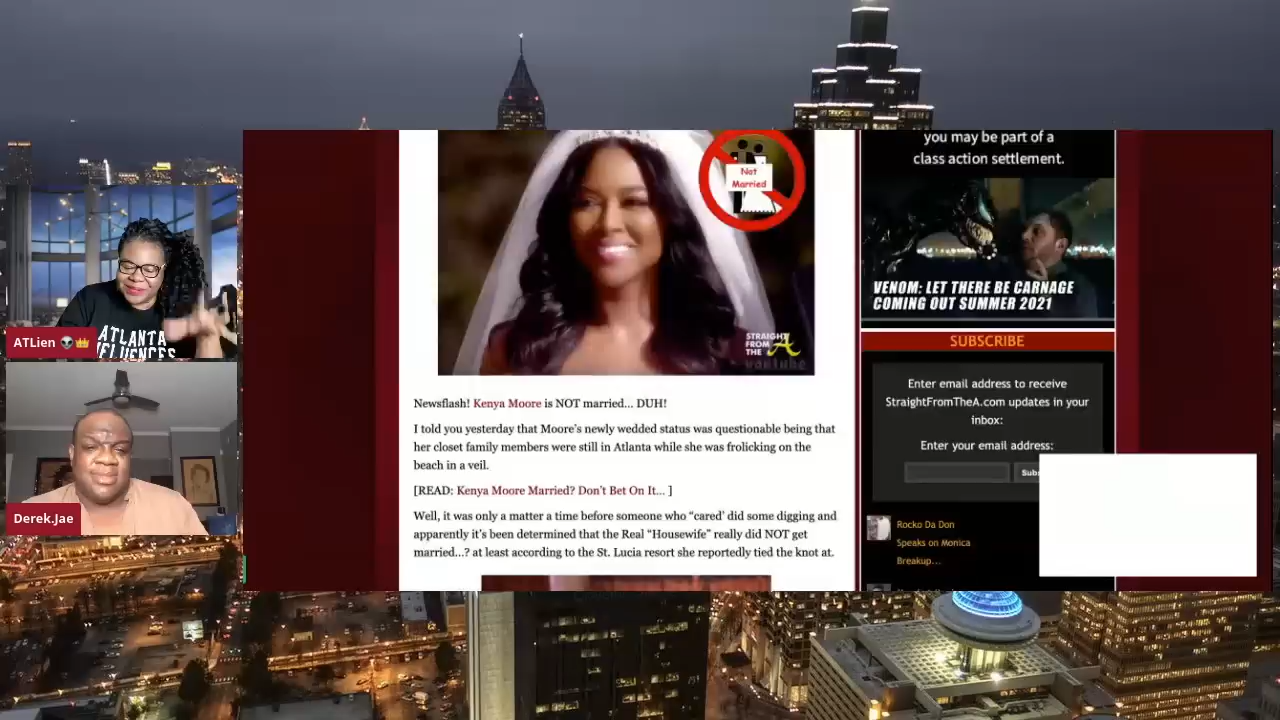 Not
Married
STRAIGHT
FROM
THE A
youtube
Newsflash! Kenya Moore is NOT married... DUH!
I told you yesterday that Moore's newly wedded status was questionable being that
her closet family members were still in Atlanta while she was frolicking on the
beach in a veil.
[READ: Kenya Moore Married? Don't Bet On It... ]
Well, it was only a matter a time before someone who “cared’ did some digging and
apparently it's been determined that the Real “Housewife” really did NOT get
married...? at least according to the St. Lucia resort she reportedly tied the knot at.
you may be part of a
class action settlement.
VENOM: LET THERE BE CARNAGE
COMING OUT SUMMER 2021
SUBSCRIBE
Enter email address to receive
StraightFromTheA.com updates in your
inbox:
Enter your email address:
Subs
Rocko Da Don
Speaks on Monica
Breakup...
ATLANTA
ATLien
Derek.Jae